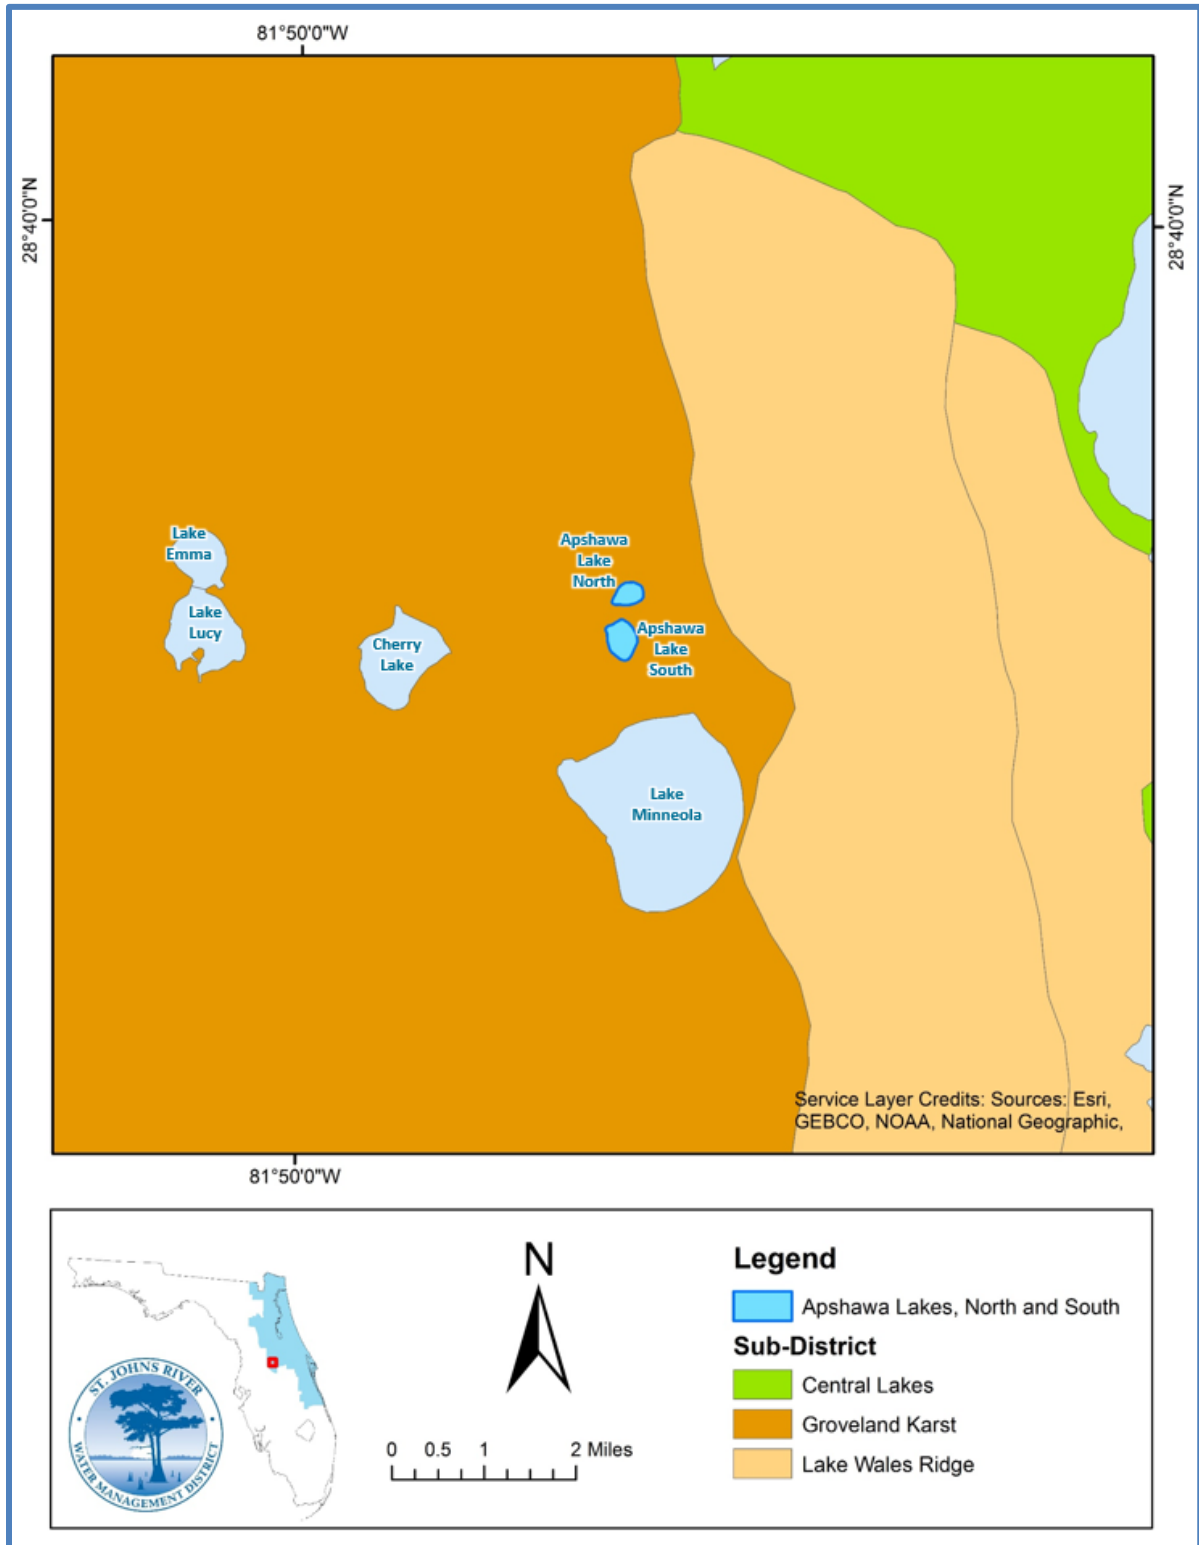 81°50'0"W
28°40'0"N
28°40'0"N
Lake
Emma
Lake
Lucy
Cherry
Lake
Apshawa
Lake
North
Apshawa
Lake
South
Lake
Minneola
Service Layer Credits: Sources: Esri,
GEBCO, NOAA, National Geographic,
81°50'0"W
ST. JOHNS RIVER
WATER MANAGEMENT DISTRICT
N
0 0.5 1 2 Miles
Legend
Apshawa Lakes, North and South
Sub-District
Central Lakes
Groveland Karst
Lake Wales Ridge